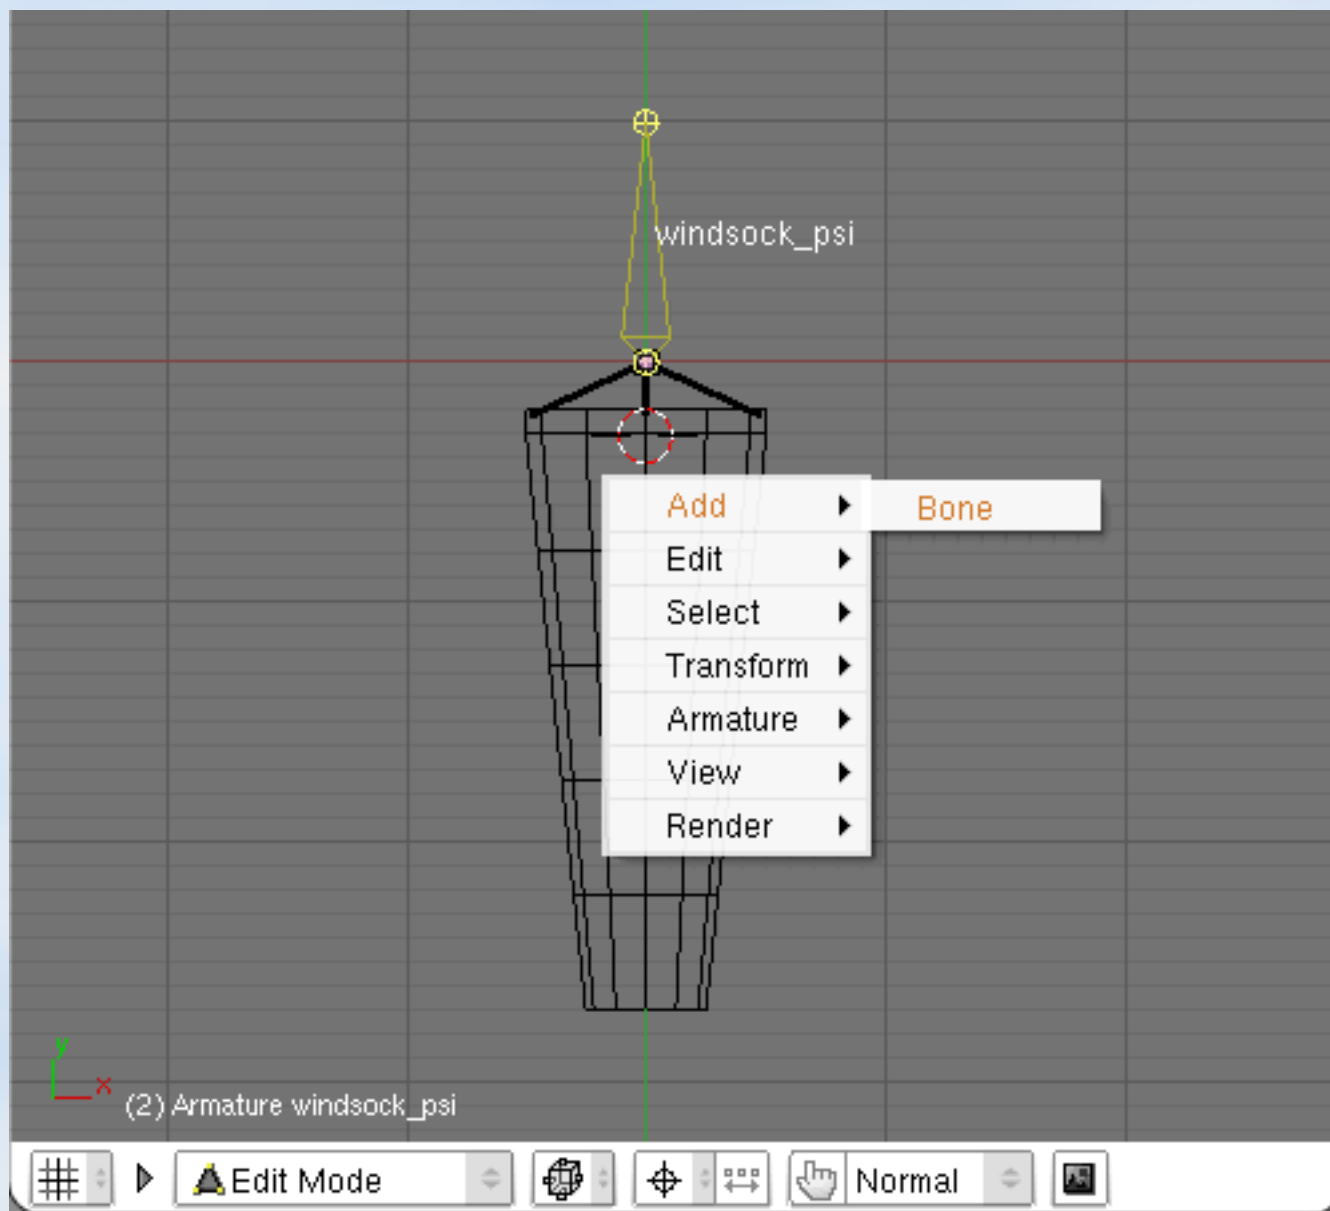 windsock_psi
Add
Bone
Edit
Select
Transform
Armature
View
Render
y
x
(2) Armature windsock_psi
Edit Mode
Normal